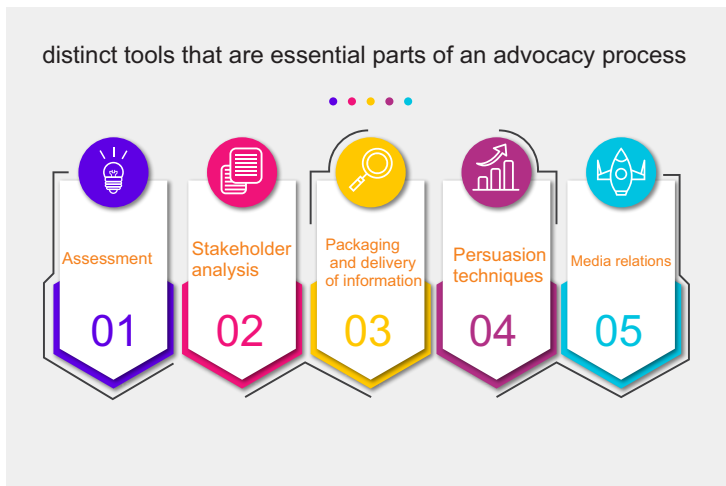 distinct tools that are essential parts of an advocacy process
Assessment
01
Stakeholder
analysis
02
Packaging
and delivery
of information
03
Persuasion
techniques
04
Media relations
05